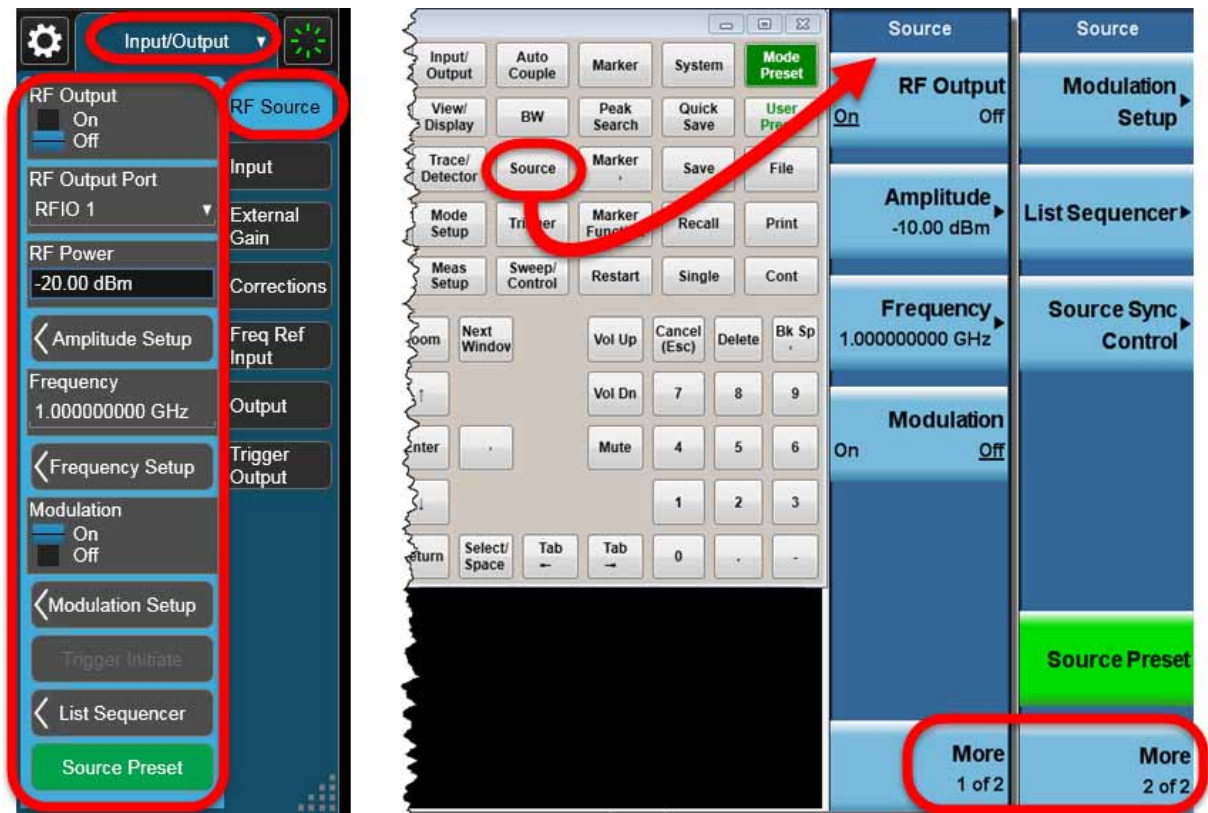 Input/Output
RF Output
On
Off
RF Output Port
RFIO 1
RF Power
-20.00 dBm
Amplitude Setup
Frequency
1.000000000 GHz
Frequency Setup
Modulation
On
Off
Modulation Setup
Trigger Initiate
List Sequencer
Source Preset
RF Source
Input
External
Gain
Corrections
Freq Ref
Input
Output
Trigger
Output
Input/
Output
Auto
Couple
Marker
System
Mode
Preset
View/
Display
BW
Peak
Search
Quick
Save
User
Trace/
Detector
Source
Marker
Save
File
Mode
Setup
Marker
Recall
Print
Meas
Setup
Sweep/
Control
Restart
Single
Cont
oom
Next
Window
Vol Up
Cancel
(Esc)
Delete
Bk Sp
↑
Vol Dn
7
8
9
nter
Mute
4
5
6
↓
1
2
3
eturn
Select/
Space
Tab
←
Tab
→
0
.
-
Source
RF Output
On Off
Amplitude
-10.00 dBm
Frequency
1.000000000 GHz
Modulation
On Off
More
1 of 2
Source
Modulation
Setup
List Sequencer
Source Sync
Control
Source Preset
More
2 of 2